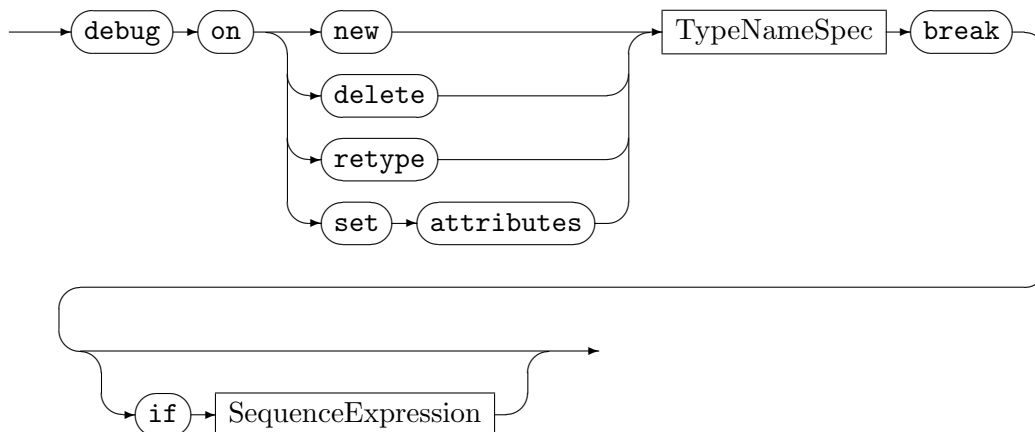 debug on new TypeNameSpec break
delete
retype
set attributes
if SequenceExpression